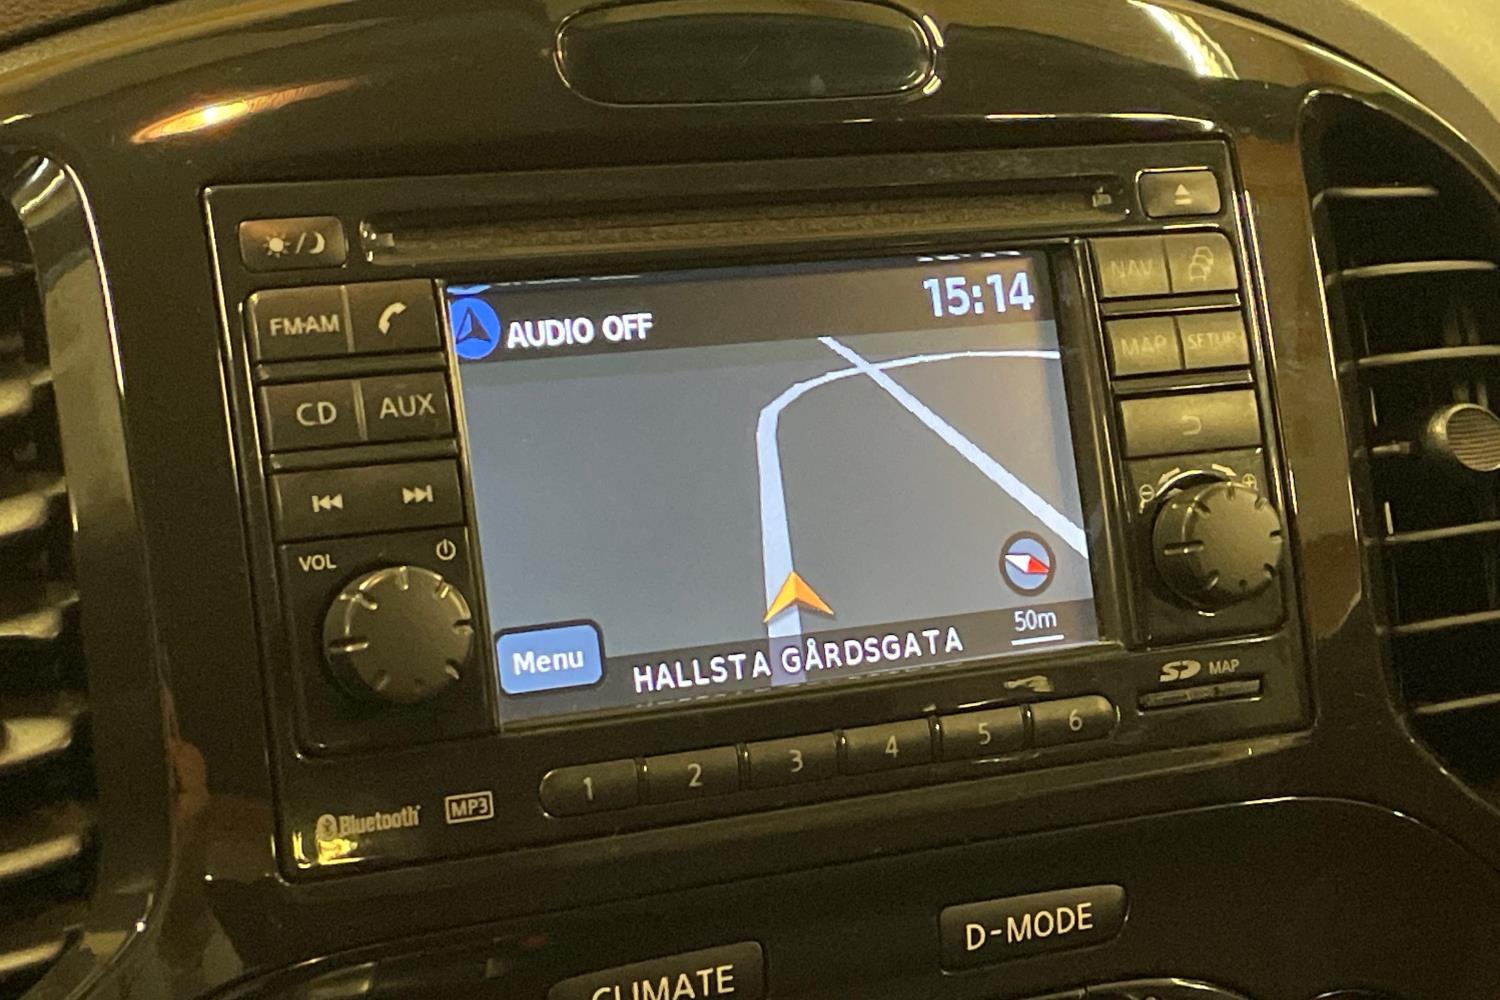 AUDIO OFF
15:14
FM·AM
NAV
MAP
SETUP
CD
AUX
VOL
50m
Menu
HALLSTA GÅRDSGATA
SD MAP
1
2
3
4
5
6
Bluetooth
MP3
D-MODE
CLIMATE